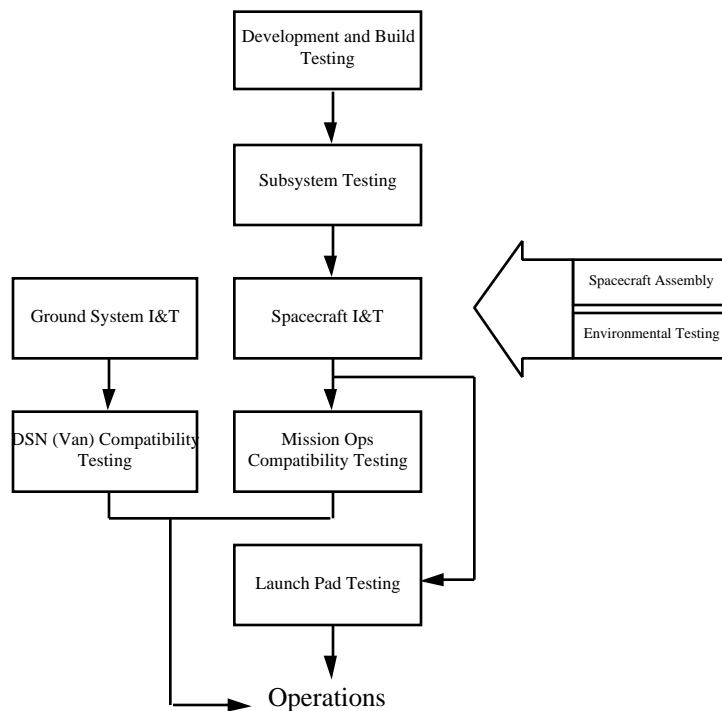 Development and Build
Testing
Subsystem Testing
Spacecraft Assembly
Ground System I&T
Spacecraft I&T
Environmental Testing
DSN (Van) Compatibility
Testing
Mission Ops
Compatibility Testing
Launch Pad Testing
Operations